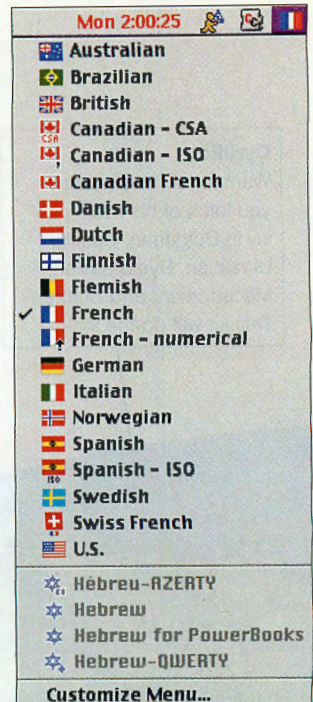 Mon 2:00:25
Australian
Brazilian
British
Canadian - CSA
Canadian - ISO
Canadian French
Danish
Dutch
Finnish
Flemish
French
French - numerical
German
Italian
Norwegian
Spanish
Spanish - ISO
Swedish
Swiss French
U.S.
Hébreu-AZERTY
Hebrew
Hebrew for PowerBooks
Hebrew-QWERTY
Customize Menu...